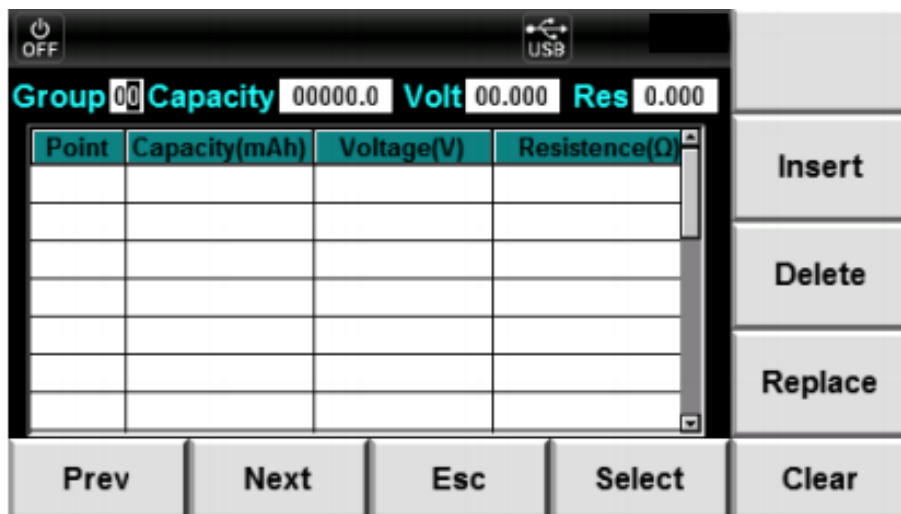 OFF USB
Group 00 Capacity 00000.0 Volt 00.000 Res 0.000
Point Capacity(mAh) Voltage(V) Resistence(Ω)
Insert
Delete
Replace
Prev Next Esc Select Clear